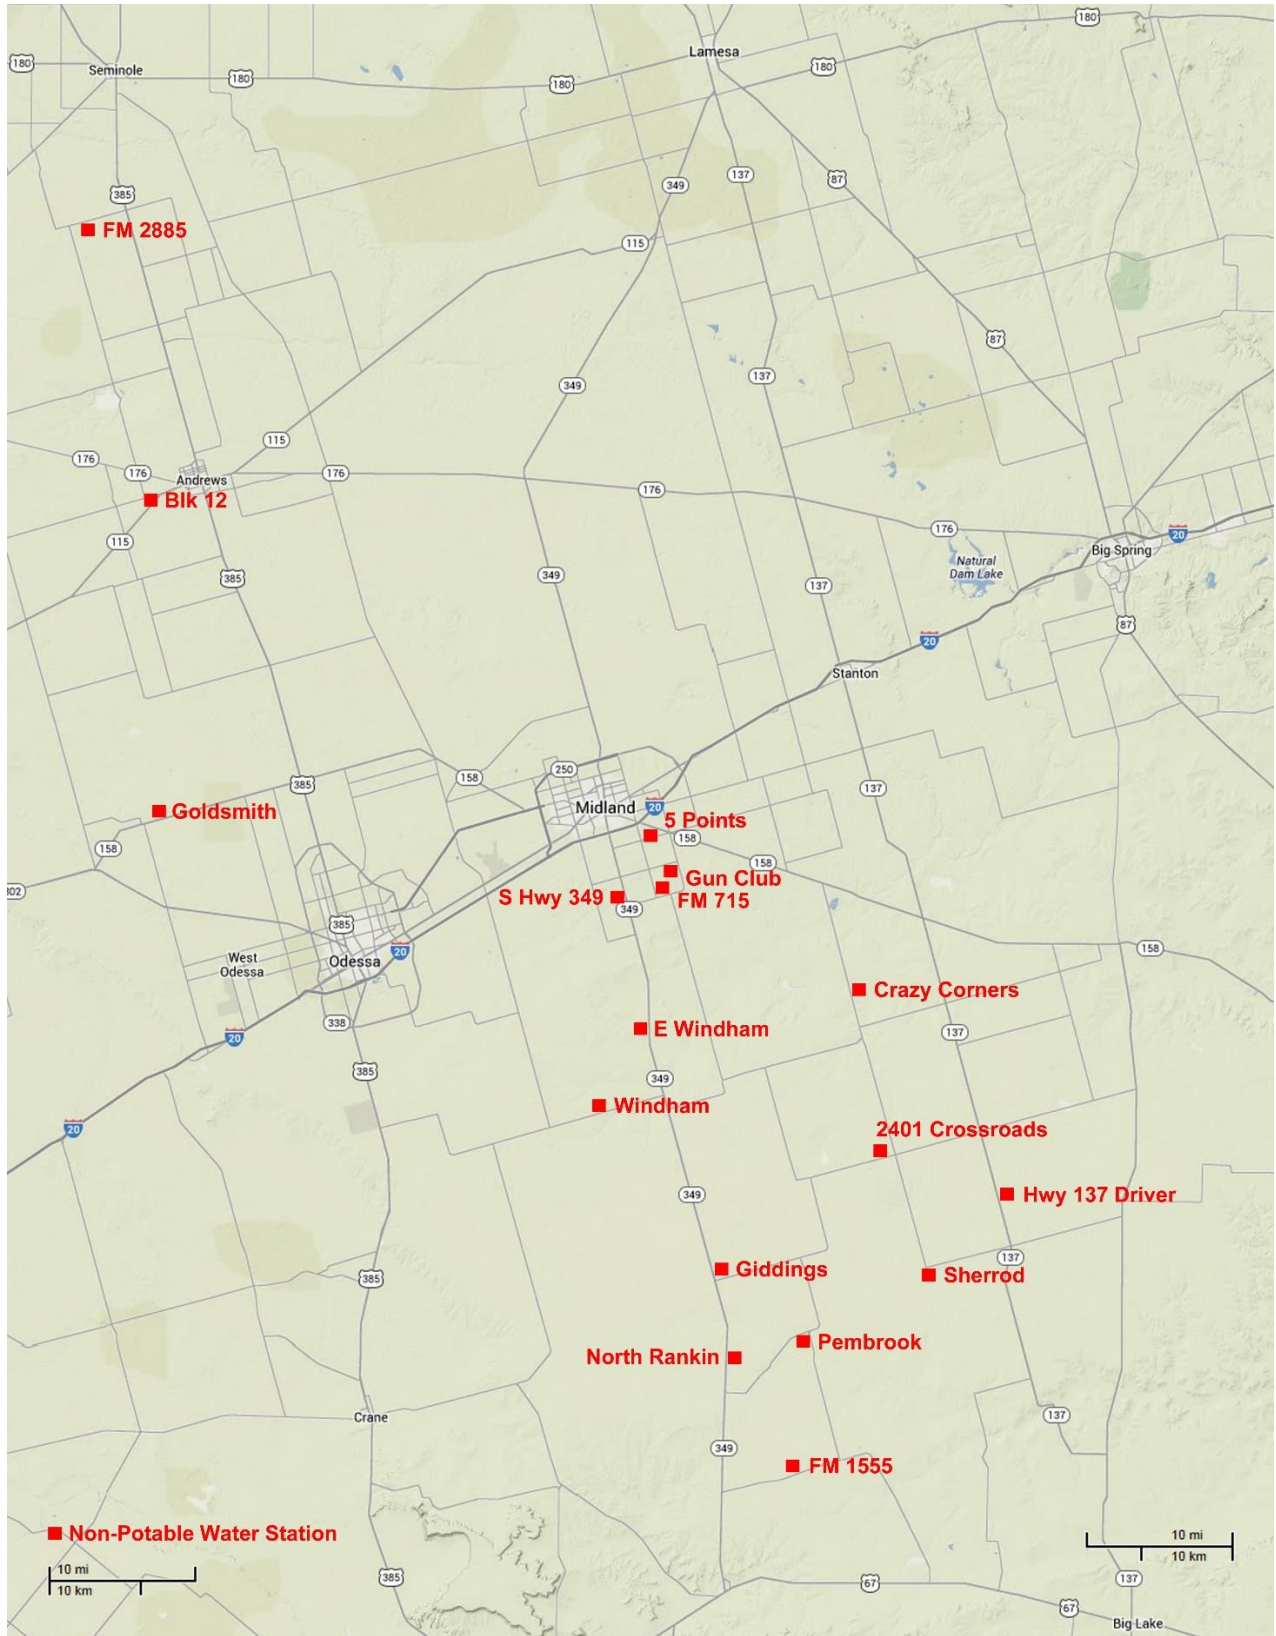 180
Seminole
180
180
Lamesa
180
180
385
349
137
87
FM 2885
115
87
349
137
115
176
176
Andrews
176
176
Blk 12
115
176
20
Big Spring
Natural
Dam Lake
385
349
137
87
20
Stanton
385
158
250
Midland
20
137
Goldsmith
5 Points
158
158
158
302
Gun Club
S Hwy 349
FM 715
349
385
West
Odessa
Odessa
20
158
Crazy Corners
338
20
E Windham
137
385
349
Windham
20
2401 Crossroads
349
Hwy 137 Driver
137
385
Giddings
Sherrod
Pembrook
North Rankin
Crane
137
349
FM 1555
Non-Potable Water Station
10 mi
10 km
10 mi
10 km
385
67
137
67
Big Lake